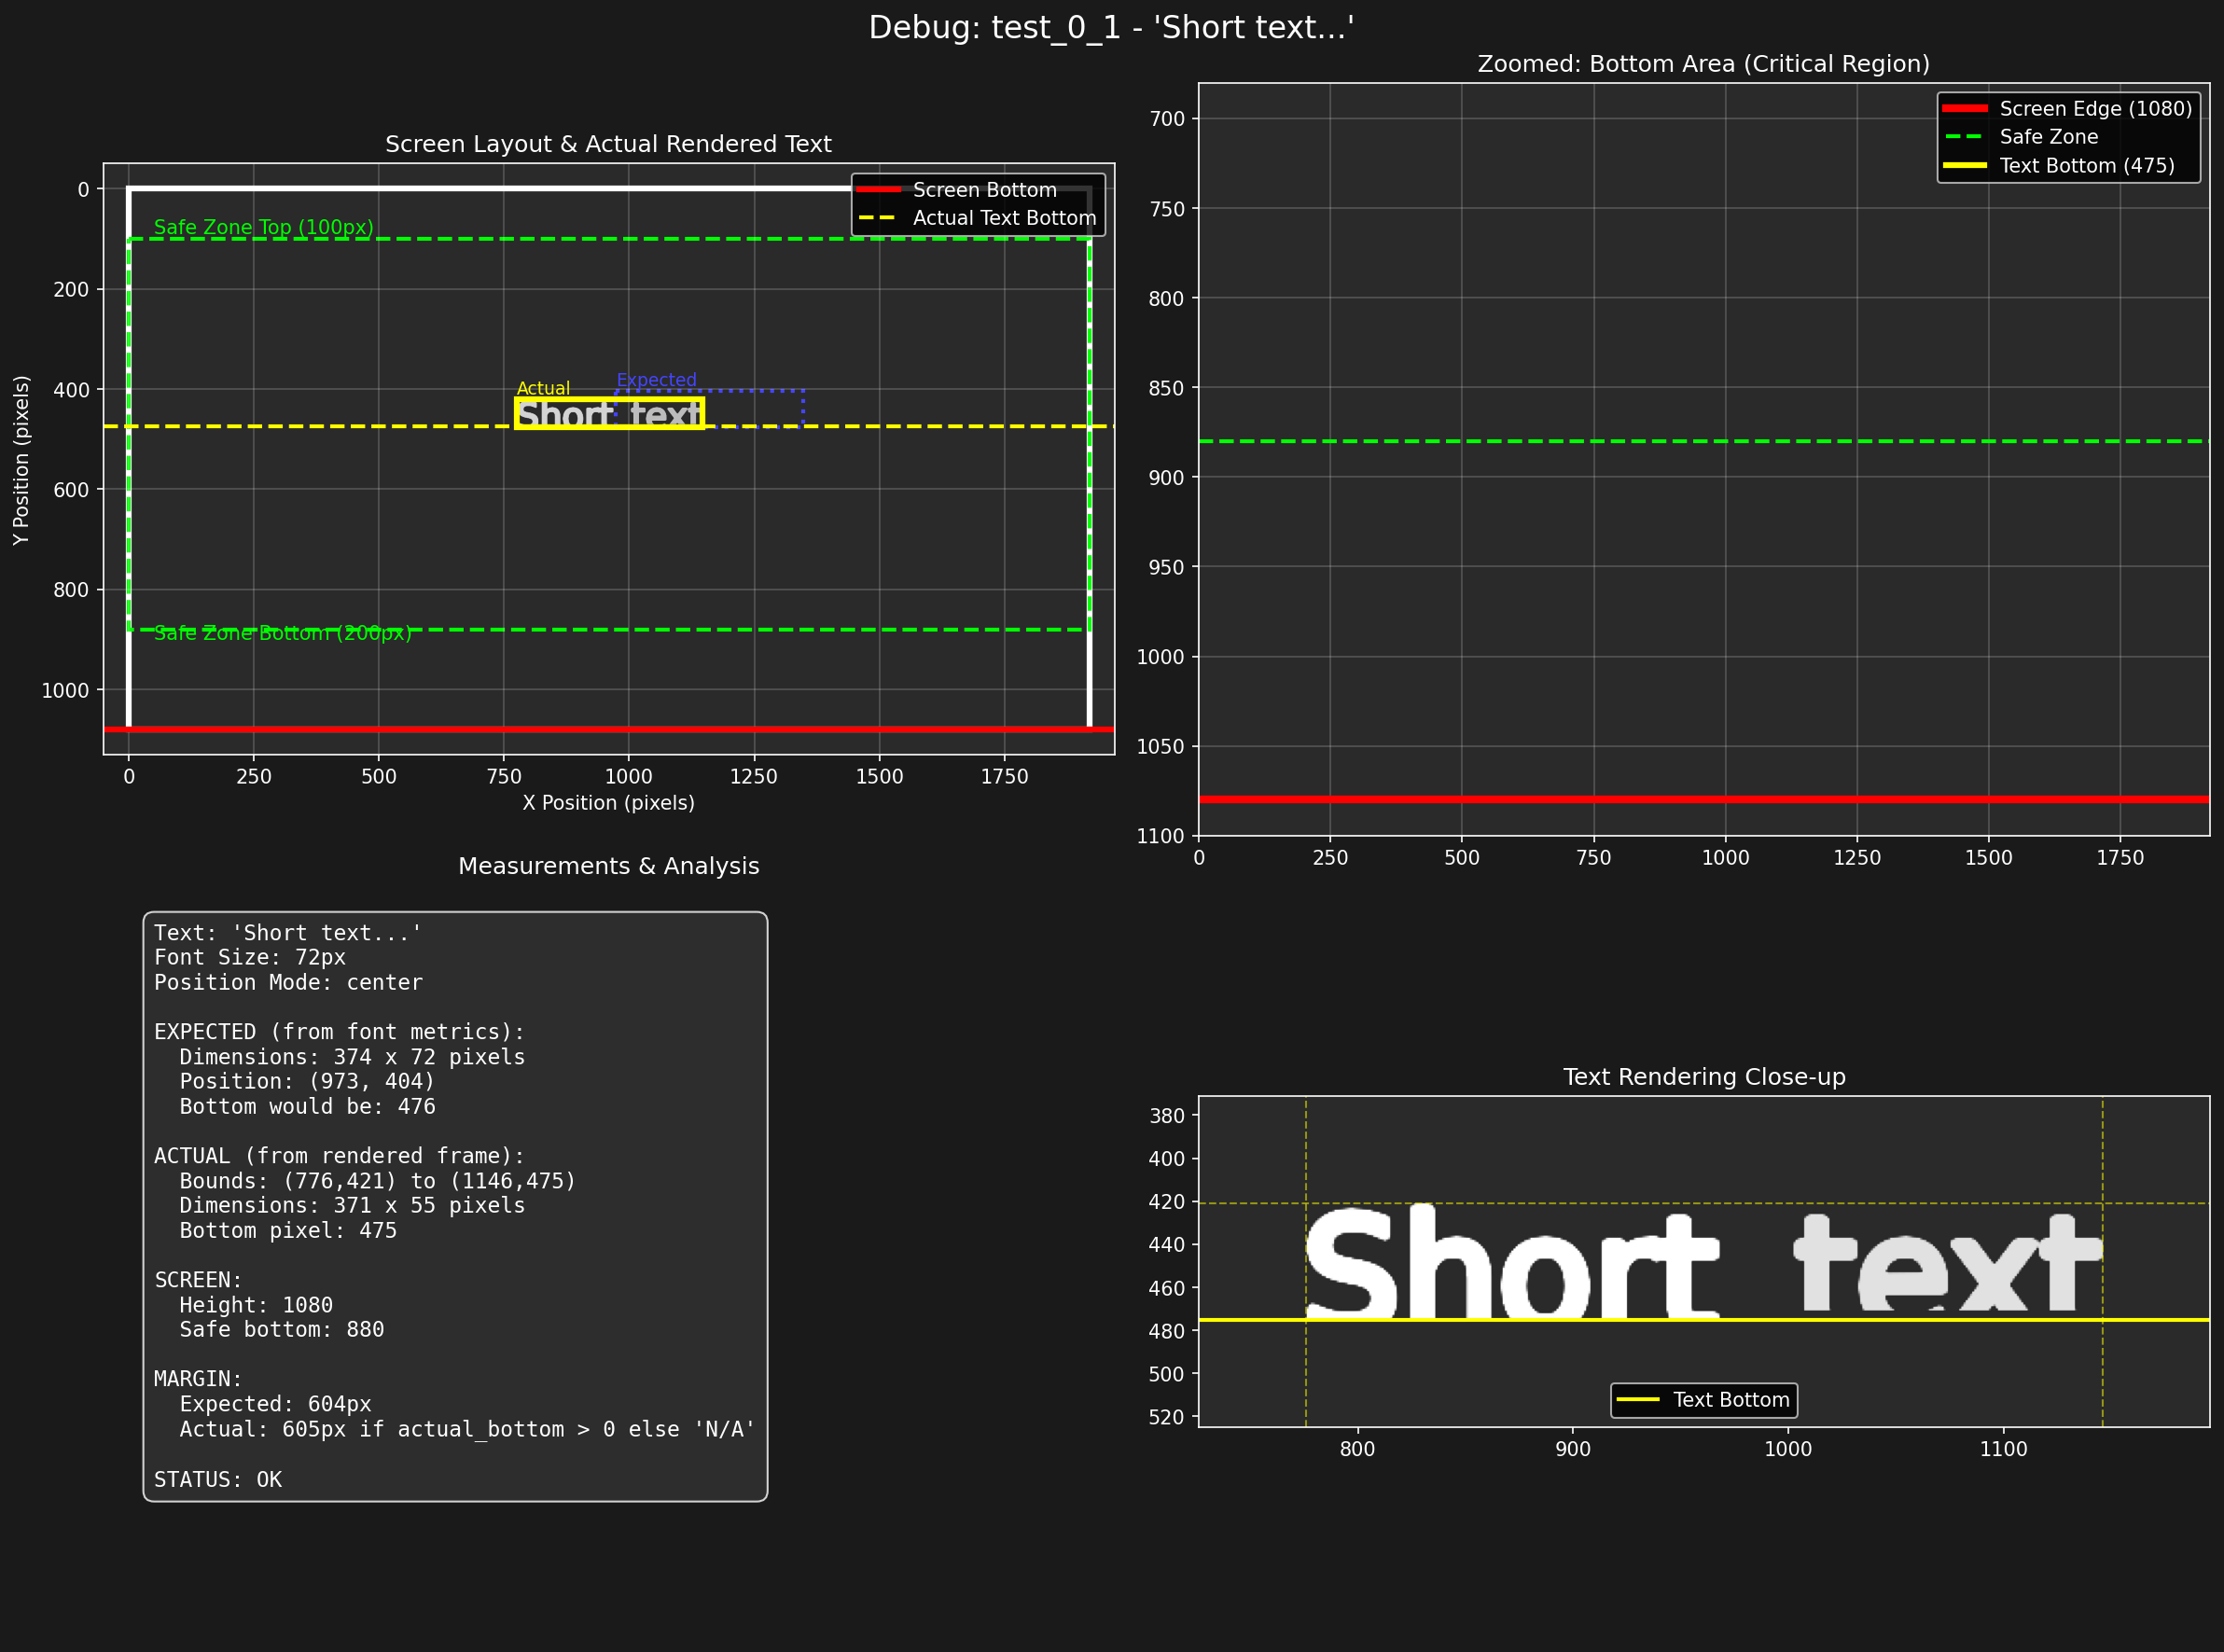 Debug: test_0_1 - 'Short text...'
Screen Layout & Actual Rendered Text
Screen Bottom
Actual Text Bottom
Safe Zone Top (100px)
Actual
Expected
Short text
Safe Zone Bottom (200px)
0
200
400
600
800
1000
Y Position (pixels)
0 250 500 750 1000 1250 1500 1750
X Position (pixels)
Zoomed: Bottom Area (Critical Region)
Screen Edge (1080)
Safe Zone
Text Bottom (475)
700
750
800
850
900
950
1000
1050
1100
0 250 500 750 1000 1250 1500 1750
Measurements & Analysis
Text: 'Short text...'
Font Size: 72px
Position Mode: center
EXPECTED (from font metrics):
Dimensions: 374 x 72 pixels
Position: (973, 404)
Bottom would be: 476
ACTUAL (from rendered frame):
Bounds: (776,421) to (1146,475)
Dimensions: 371 x 55 pixels
Bottom pixel: 475
SCREEN:
Height: 1080
Safe bottom: 880
MARGIN:
Expected: 604px
Actual: 605px if actual_bottom > 0 else 'N/A'
STATUS: OK
Text Rendering Close-up
380
400
420
440
460
480
500
520
Short text
Text Bottom
800 900 1000 1100